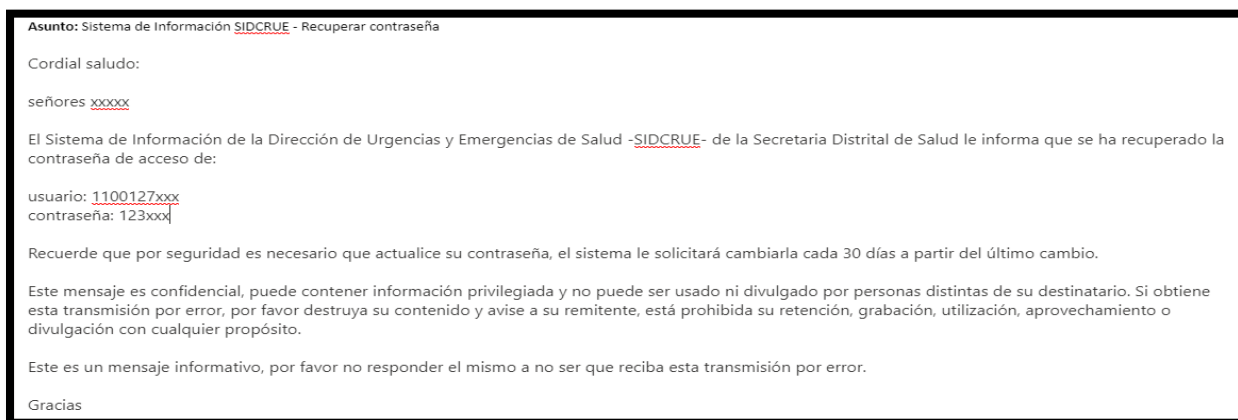 Asunto: Sistema de Información SIDCRUE - Recuperar contraseña
Cordial saludo:
señores xxxxx
El Sistema de Información de la Dirección de Urgencias y Emergencias de Salud -SIDCRUE- de la Secretaria Distrital de Salud le informa que se ha recuperado la
contraseña de acceso de:
usuario: 1100127xxx
contraseña: 123xxx
Recuerde que por seguridad es necesario que actualice su contraseña, el sistema le solicitará cambiarla cada 30 días a partir del último cambio.
Este mensaje es confidencial, puede contener información privilegiada y no puede ser usado ni divulgado por personas distintas de su destinatario. Si obtiene
esta transmisión por error, por favor destruya su contenido y avise a su remitente, está prohibida su retención, grabación, utilización, aprovechamiento o
divulgación con cualquier propósito.
Este es un mensaje informativo, por favor no responder el mismo a no ser que reciba esta transmisión por error.
Gracias